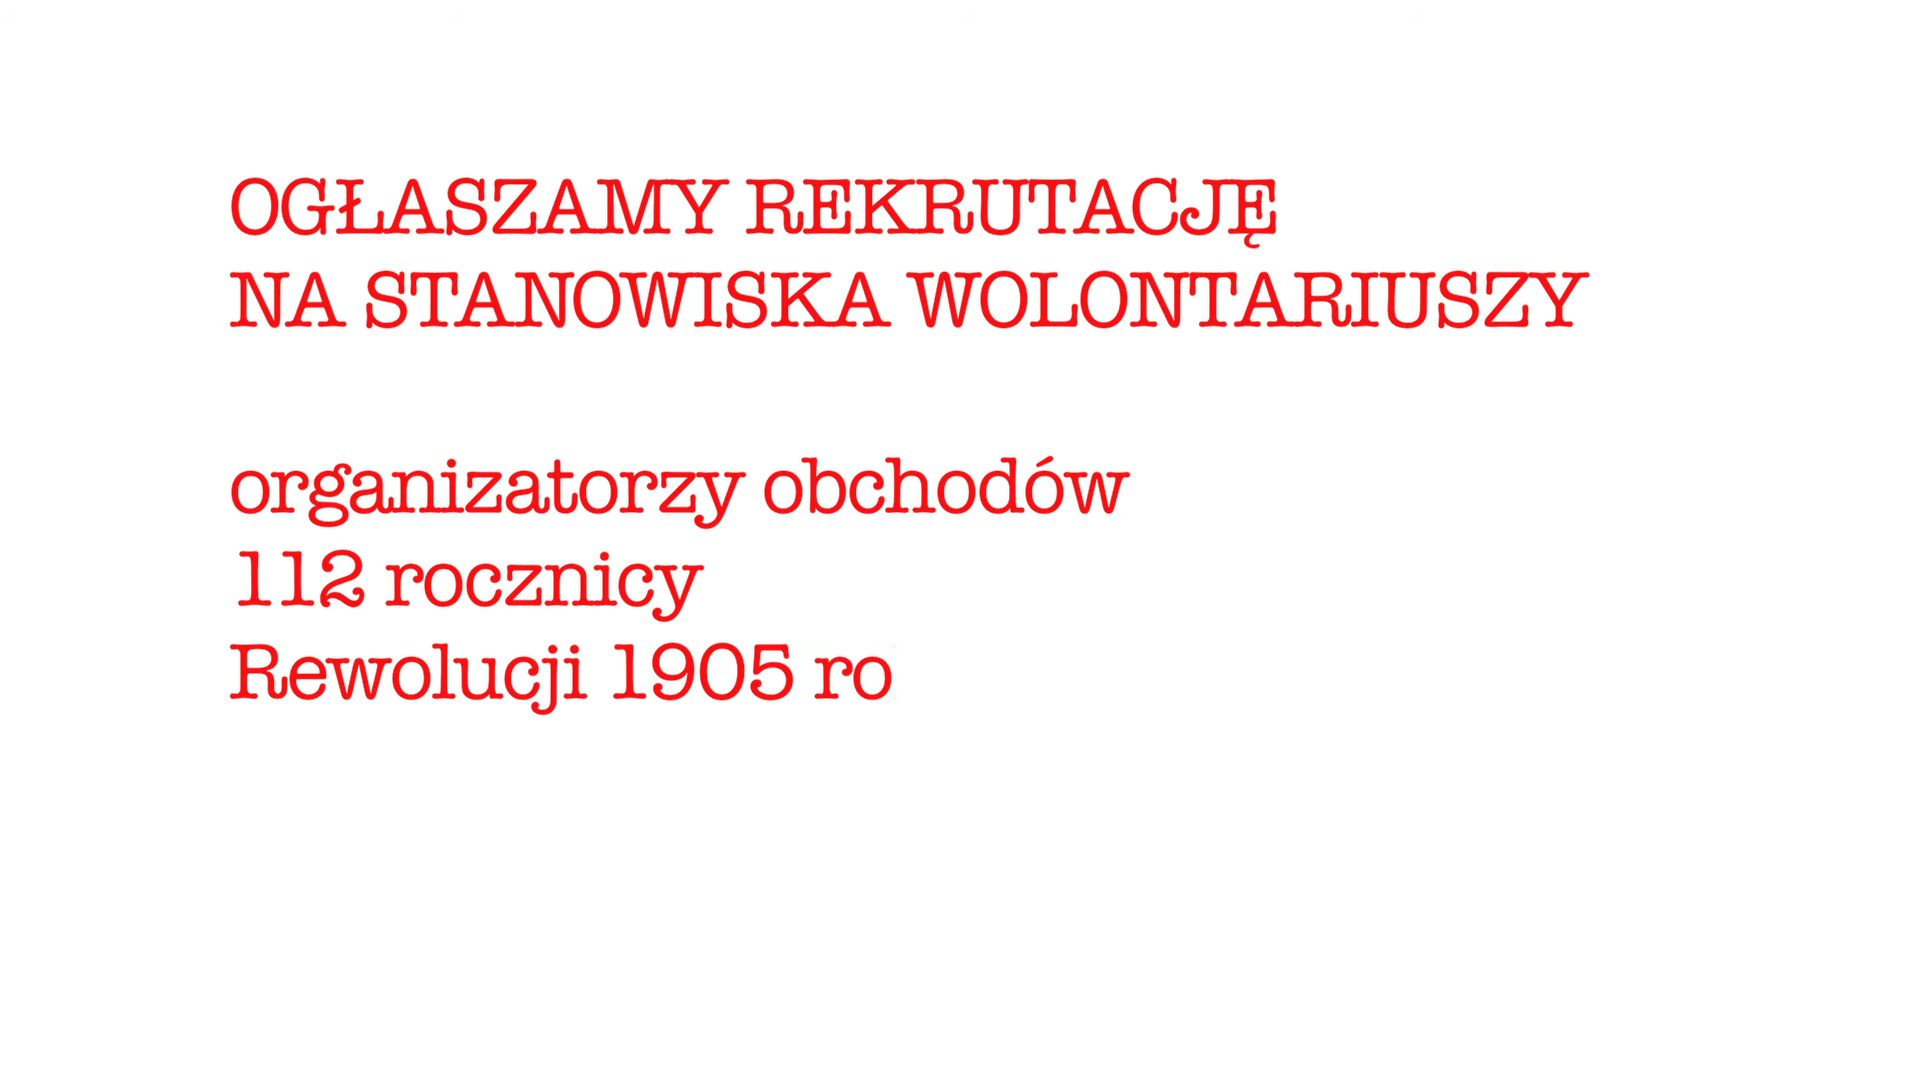 OGŁASZAMY REKRUTACJĘ
NA STANOWISKA WOLONTARIUSZY
organizatorzy obchodów
112 rocznicy
Rewolucji 1905 ro